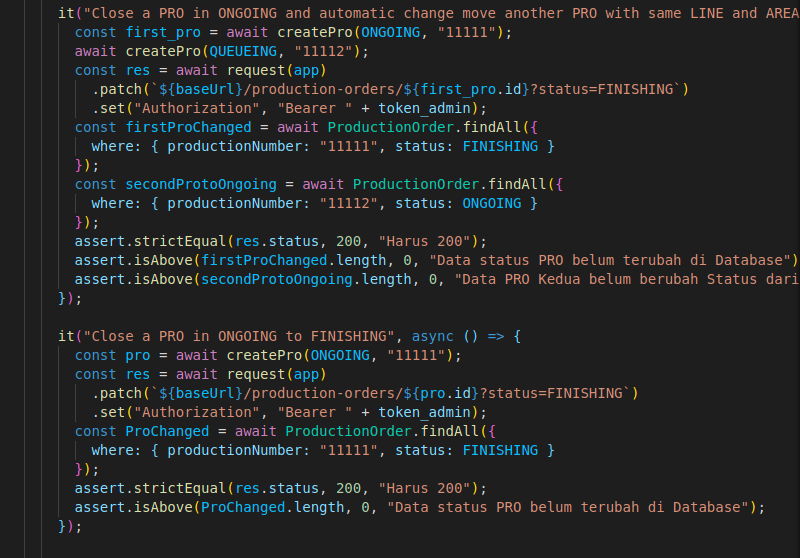 it("Close a PRO in ONGOING and automatic change move another PRO with same LINE and AREA
const first_pro = await createPro(ONGOING, "11111");
await createPro(QUEUEING, "11112");
const res = await request(app)
.patch(`${baseUrl}/production-orders/${first_pro.id}?status=FINISHING`)
.set("Authorization", "Bearer " + token_admin);
const firstProChanged = await ProductionOrder.findAll({
where: { productionNumber: "11111", status: FINISHING }
});
const secondProtoOngoing = await ProductionOrder.findAll({
where: { productionNumber: "11112", status: ONGOING }
});
assert.strictEqual(res.status, 200, "Harus 200");
assert.isAbove(firstProChanged.length, 0, "Data status PRO belum terubah di Database")
assert.isAbove(secondProtoOngoing.length, 0, "Data PRO Kedua belum berubah Status dari
});
it("Close a PRO in ONGOING to FINISHING", async () => {
const pro = await createPro(ONGOING, "11111");
const res = await request(app)
.patch(`${baseUrl}/production-orders/${pro.id}?status=FINISHING`)
.set("Authorization", "Bearer " + token_admin);
const ProChanged = await ProductionOrder.findAll({
where: { productionNumber: "11111", status: FINISHING }
});
assert.strictEqual(res.status, 200, "Harus 200");
assert.isAbove(ProChanged.length, 0, "Data status PRO belum terubah di Database");
});